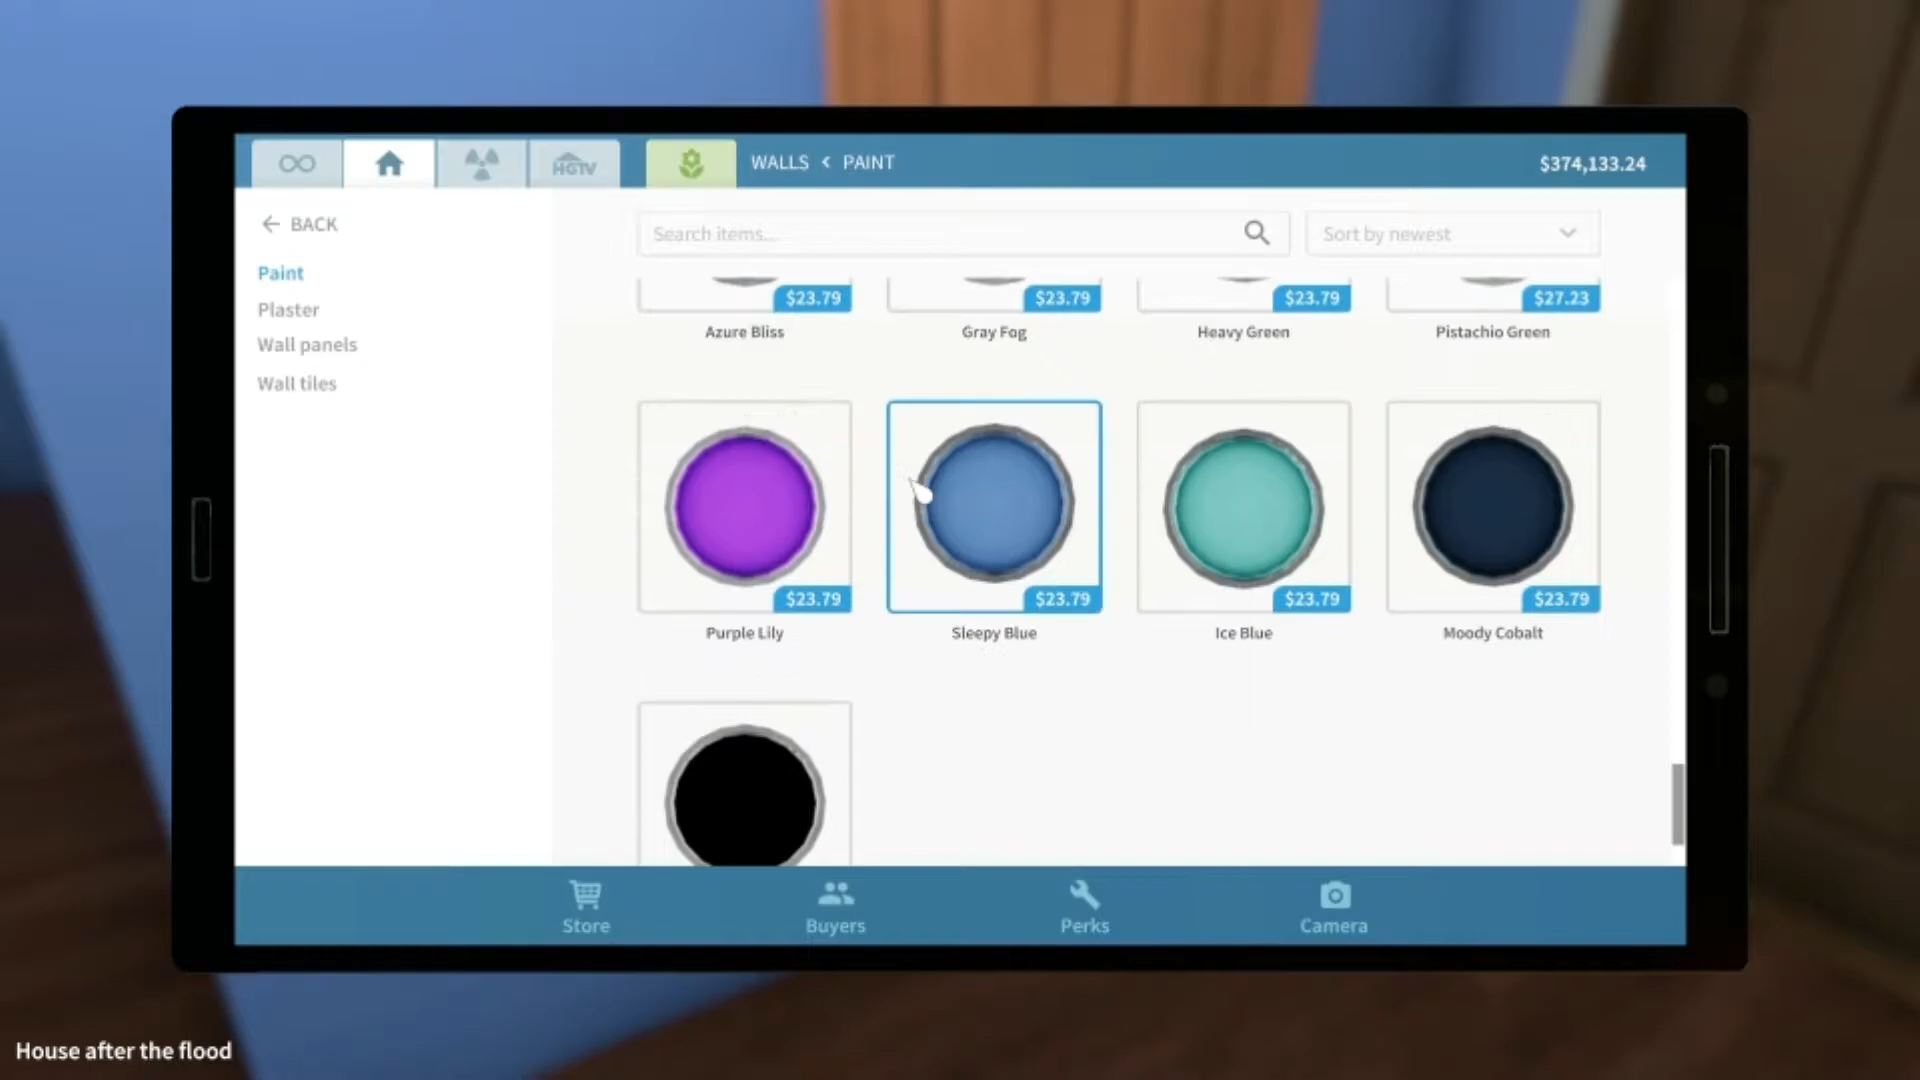 HGTV
WALLS < PAINT
$374,133.24
BACK
Search items...
Sort by newest
Paint
Plaster
Wall panels
Wall tiles
$23.79
$23.79
$23.79
$27.23
Azure Bliss
Gray Fog
Heavy Green
Pistachio Green
$23.79
$23.79
$23.79
$23.79
Purple Lily
Sleepy Blue
Ice Blue
Moody Cobalt
Store
Buyers
Perks
Camera
House after the flood